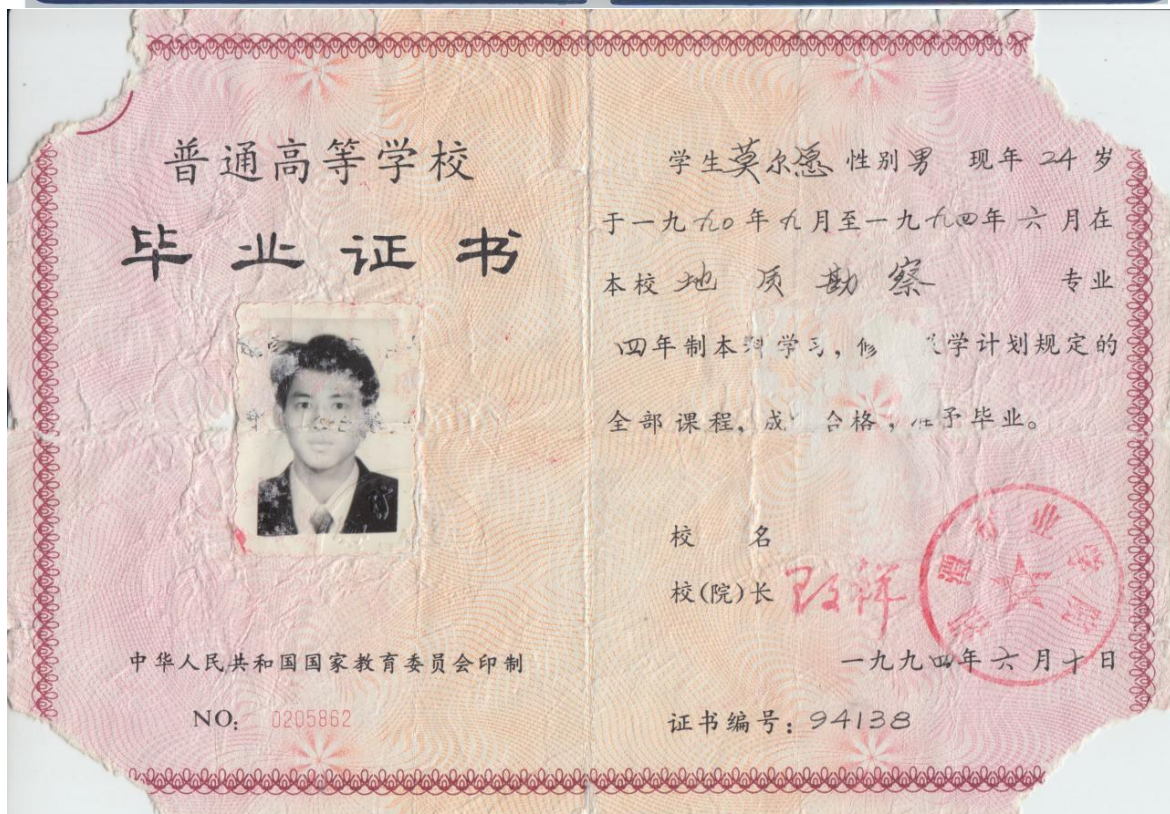 普通高等学校
毕业证书
中华人民共和国国家教育委员会印制
NO: 0205862
学生莫尔愚 性别男 现年24岁
于一九九0年九月至一九九四年六月在
本校地质勘察 专业
四年制本科学习,修 学计划规定的
全部课程,成 合格,准予毕业。
校 名
校(院)长
一九九四年六月十日
证书编号:94138